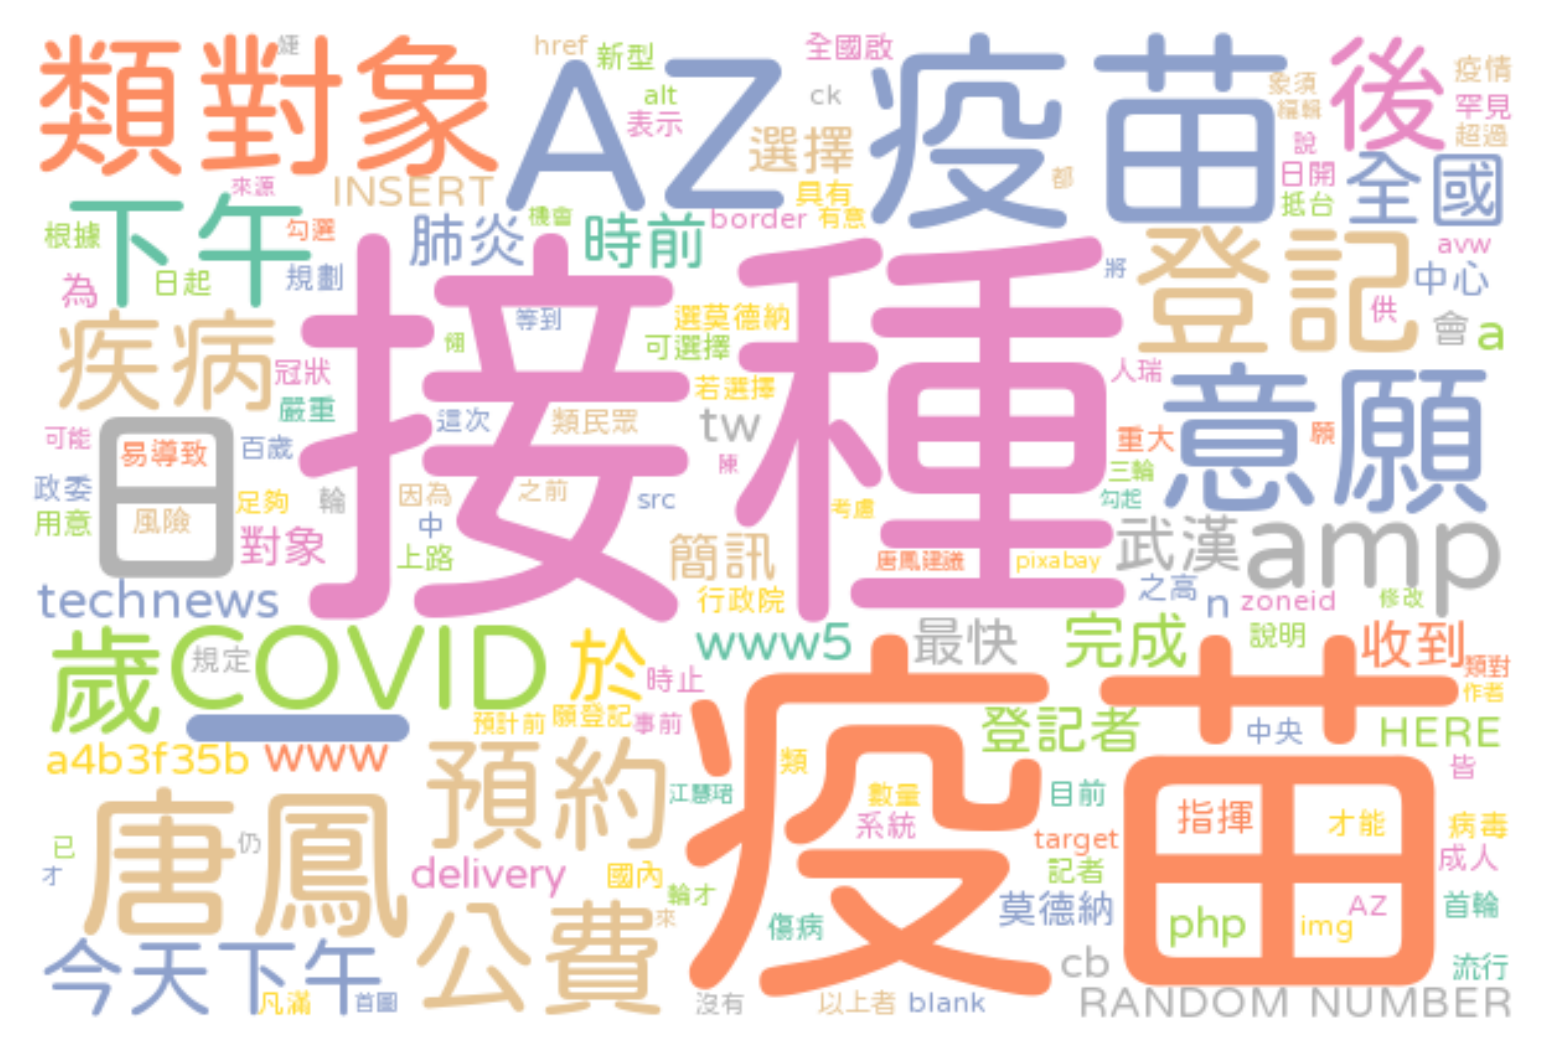 類對象
婕
href
新型
全國啟
疫情
AZ
疫苗
後
alt
ck
象須
罕見
表示
選擇
編輯
超過
說
來源
INSERT
都
日開
全國
下午
具有
抵台
根據
勾選
肺炎
機會
時前
border
有意
avw
接種
登記
為
日起
規劃
將
中心
疾病
等到
選莫德納
供
會
a
可選擇
冠狀
人瑞
意願
嚴重
若選擇
可能
日
易導致
百歲
這次
類民眾
tw
重大
願
陳
三輪
政委
足夠
輪
因為
之前
src
考慮
勾起
用意
風險
中
武漢
amp
對象
上路
簡訊
唐鳳建議
pixabay
technews
行政院
之高
n
zoneid
修改
歲
COVID
於
www5
最快
完成
說明
收到
規定
時止
疫苗
類對
作者
預計前
願登記
事前
登記者
中央
HERE
a4b3f35b
www
預約
類
皆
唐鳳
江慧珺
數量
目前
指揮
才能
病毒
系統
target
已
仍
成人
才
delivery
國內
記者
輪才
莫德納
AZ
首輪
公費
來
傷病
php
img
今天下午
cb
流行
凡滿
首圖
沒有
以上者
blank
RANDOM NUMBER